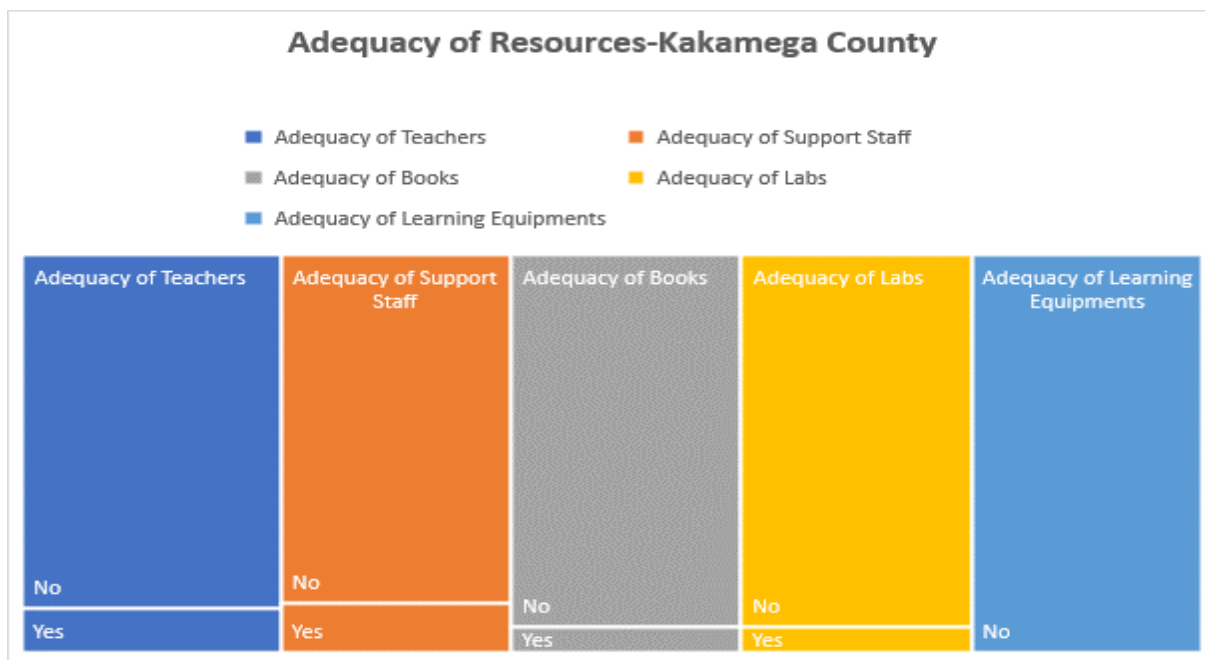 Adequacy of Resources-Kakamega County
Adequacy of Teachers
Adequacy of Support Staff
Adequacy of Books
Adequacy of Labs
Adequacy of Learning Equipments
Adequacy of Teachers
No
Yes
Adequacy of Support
Staff
No
Yes
Adequacy of Books
No
Yes
Adequacy of Labs
No
Yes
Adequacy of Learning
Equipments
No